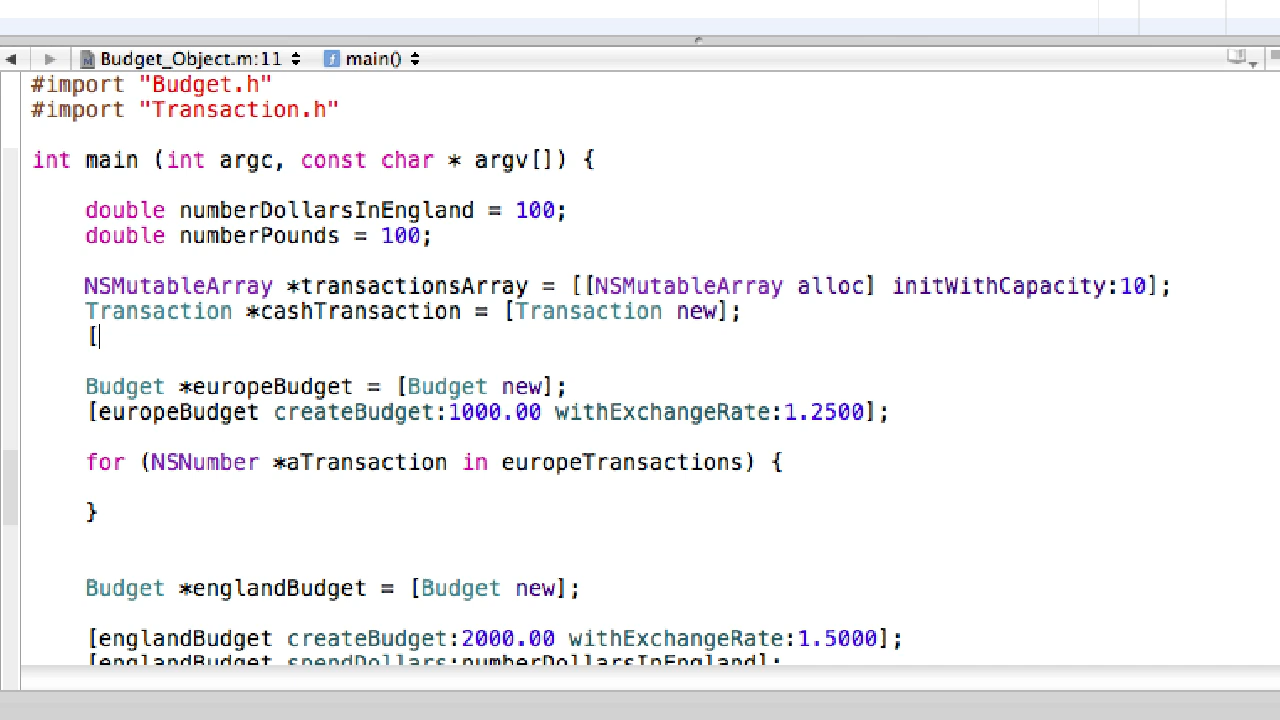 Budget_Object.m:11 main()
#import "Budget.h"
#import "Transaction.h"
int main (int argc, const char * argv[]) {
double numberDollarsInEngland = 100;
double numberPounds = 100;
NSMutableArray *transactionsArray = [[NSMutableArray alloc] initWithCapacity:10];
Transaction *cashTransaction = [Transaction new];
[
Budget *europeBudget = [Budget new];
[europeBudget createBudget:1000.00 withExchangeRate:1.2500];
for (NSNumber *aTransaction in europeTransactions) {
}
Budget *englandBudget = [Budget new];
[englandBudget createBudget:2000.00 withExchangeRate:1.5000];
[englandBudget spendDollars:numberDollarsInEngland];